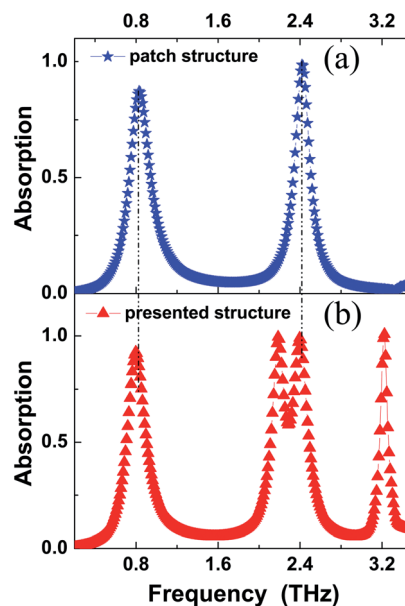 0.8 1.6 2.4 3.2
patch structure
(a)
1.0
0.5
0.0
Absorption
presented structure
(b)
1.0
0.5
0.0
Absorption
0.8 1.6 2.4 3.2
Frequency (THz)